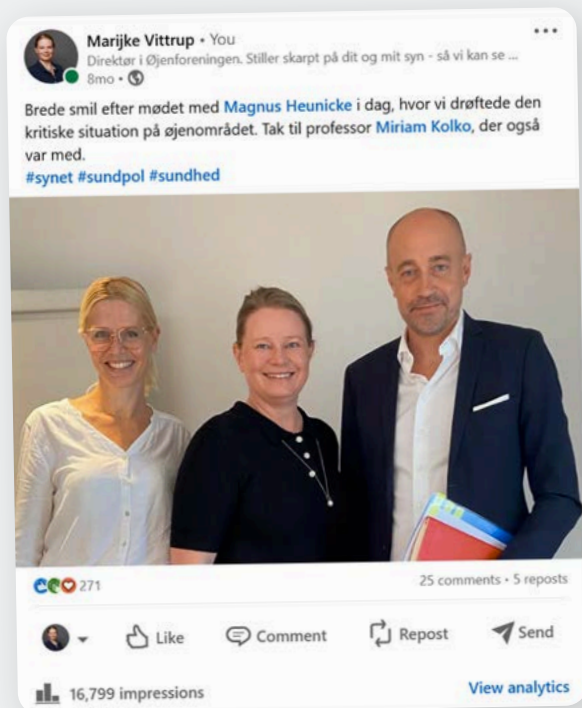 Marijke Vittrup • You
Direktør i Øjenforeningen. Stiller skarpt på dit og mit syn - så vi kan se ...
8mo •
Brede smil efter mødet med Magnus Heunicke i dag, hvor vi drøftede den
kritiske situation på øjenområdet. Tak til professor Miriam Kolko, der også
var med.
#synet #sundpol #sundhed
271
25 comments • 5 reposts
Like
Comment
Repost
Send
16,799 impressions
View analytics